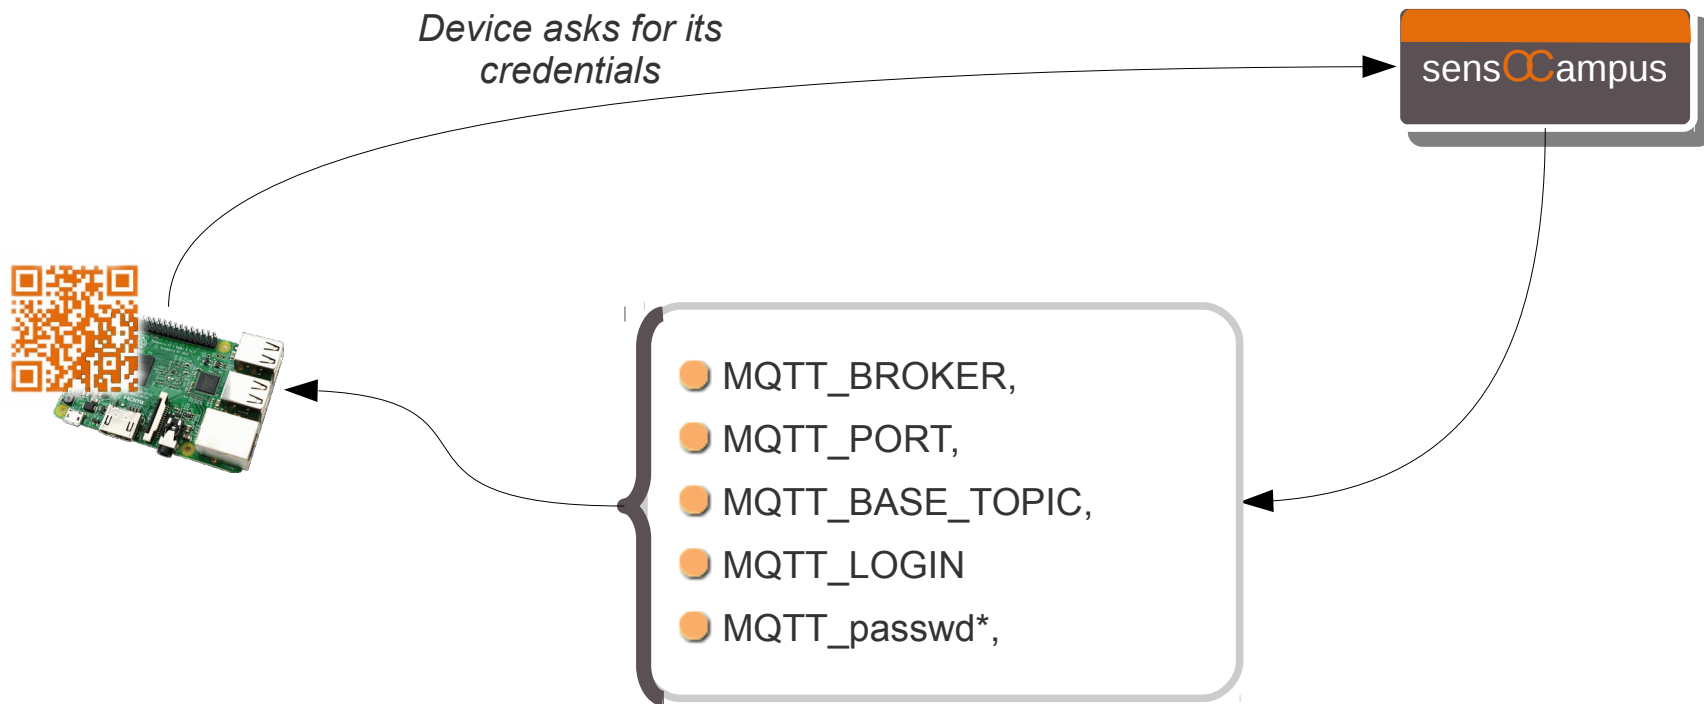 Device asks for its
credentials
sensOCampus
MQTT_BROKER,
MQTT_PORT,
MQTT_BASE_TOPIC,
MQTT_LOGIN
MQTT_passwd*,